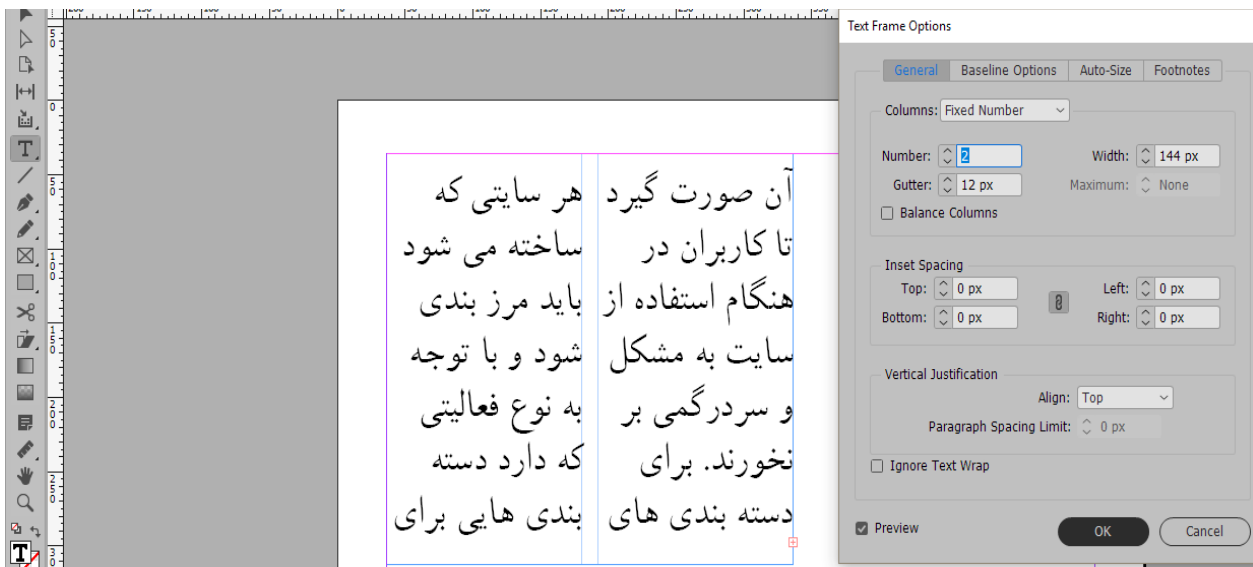 هر سایتی که
ساخته می شود
باید مرز بندی
شود و با توجه
به نوع فعالیتی
که دارد دسته
بندی هایی برای
آن صورت گیرد
تا کاربران در
هنگام استفاده از
سایت به مشکل
و سردرگمی بر
نخورند. برای
دسته بندی های
Text Frame Options
General Baseline Options Auto-Size Footnotes
Columns: Fixed Number
Number: 2 Width: 144 px
Gutter: 12 px Maximum: None
Balance Columns
Inset Spacing
Top: 0 px Left: 0 px
Bottom: 0 px Right: 0 px
Vertical Justification
Align: Top
Paragraph Spacing Limit: 0 px
Ignore Text Wrap
Preview OK Cancel